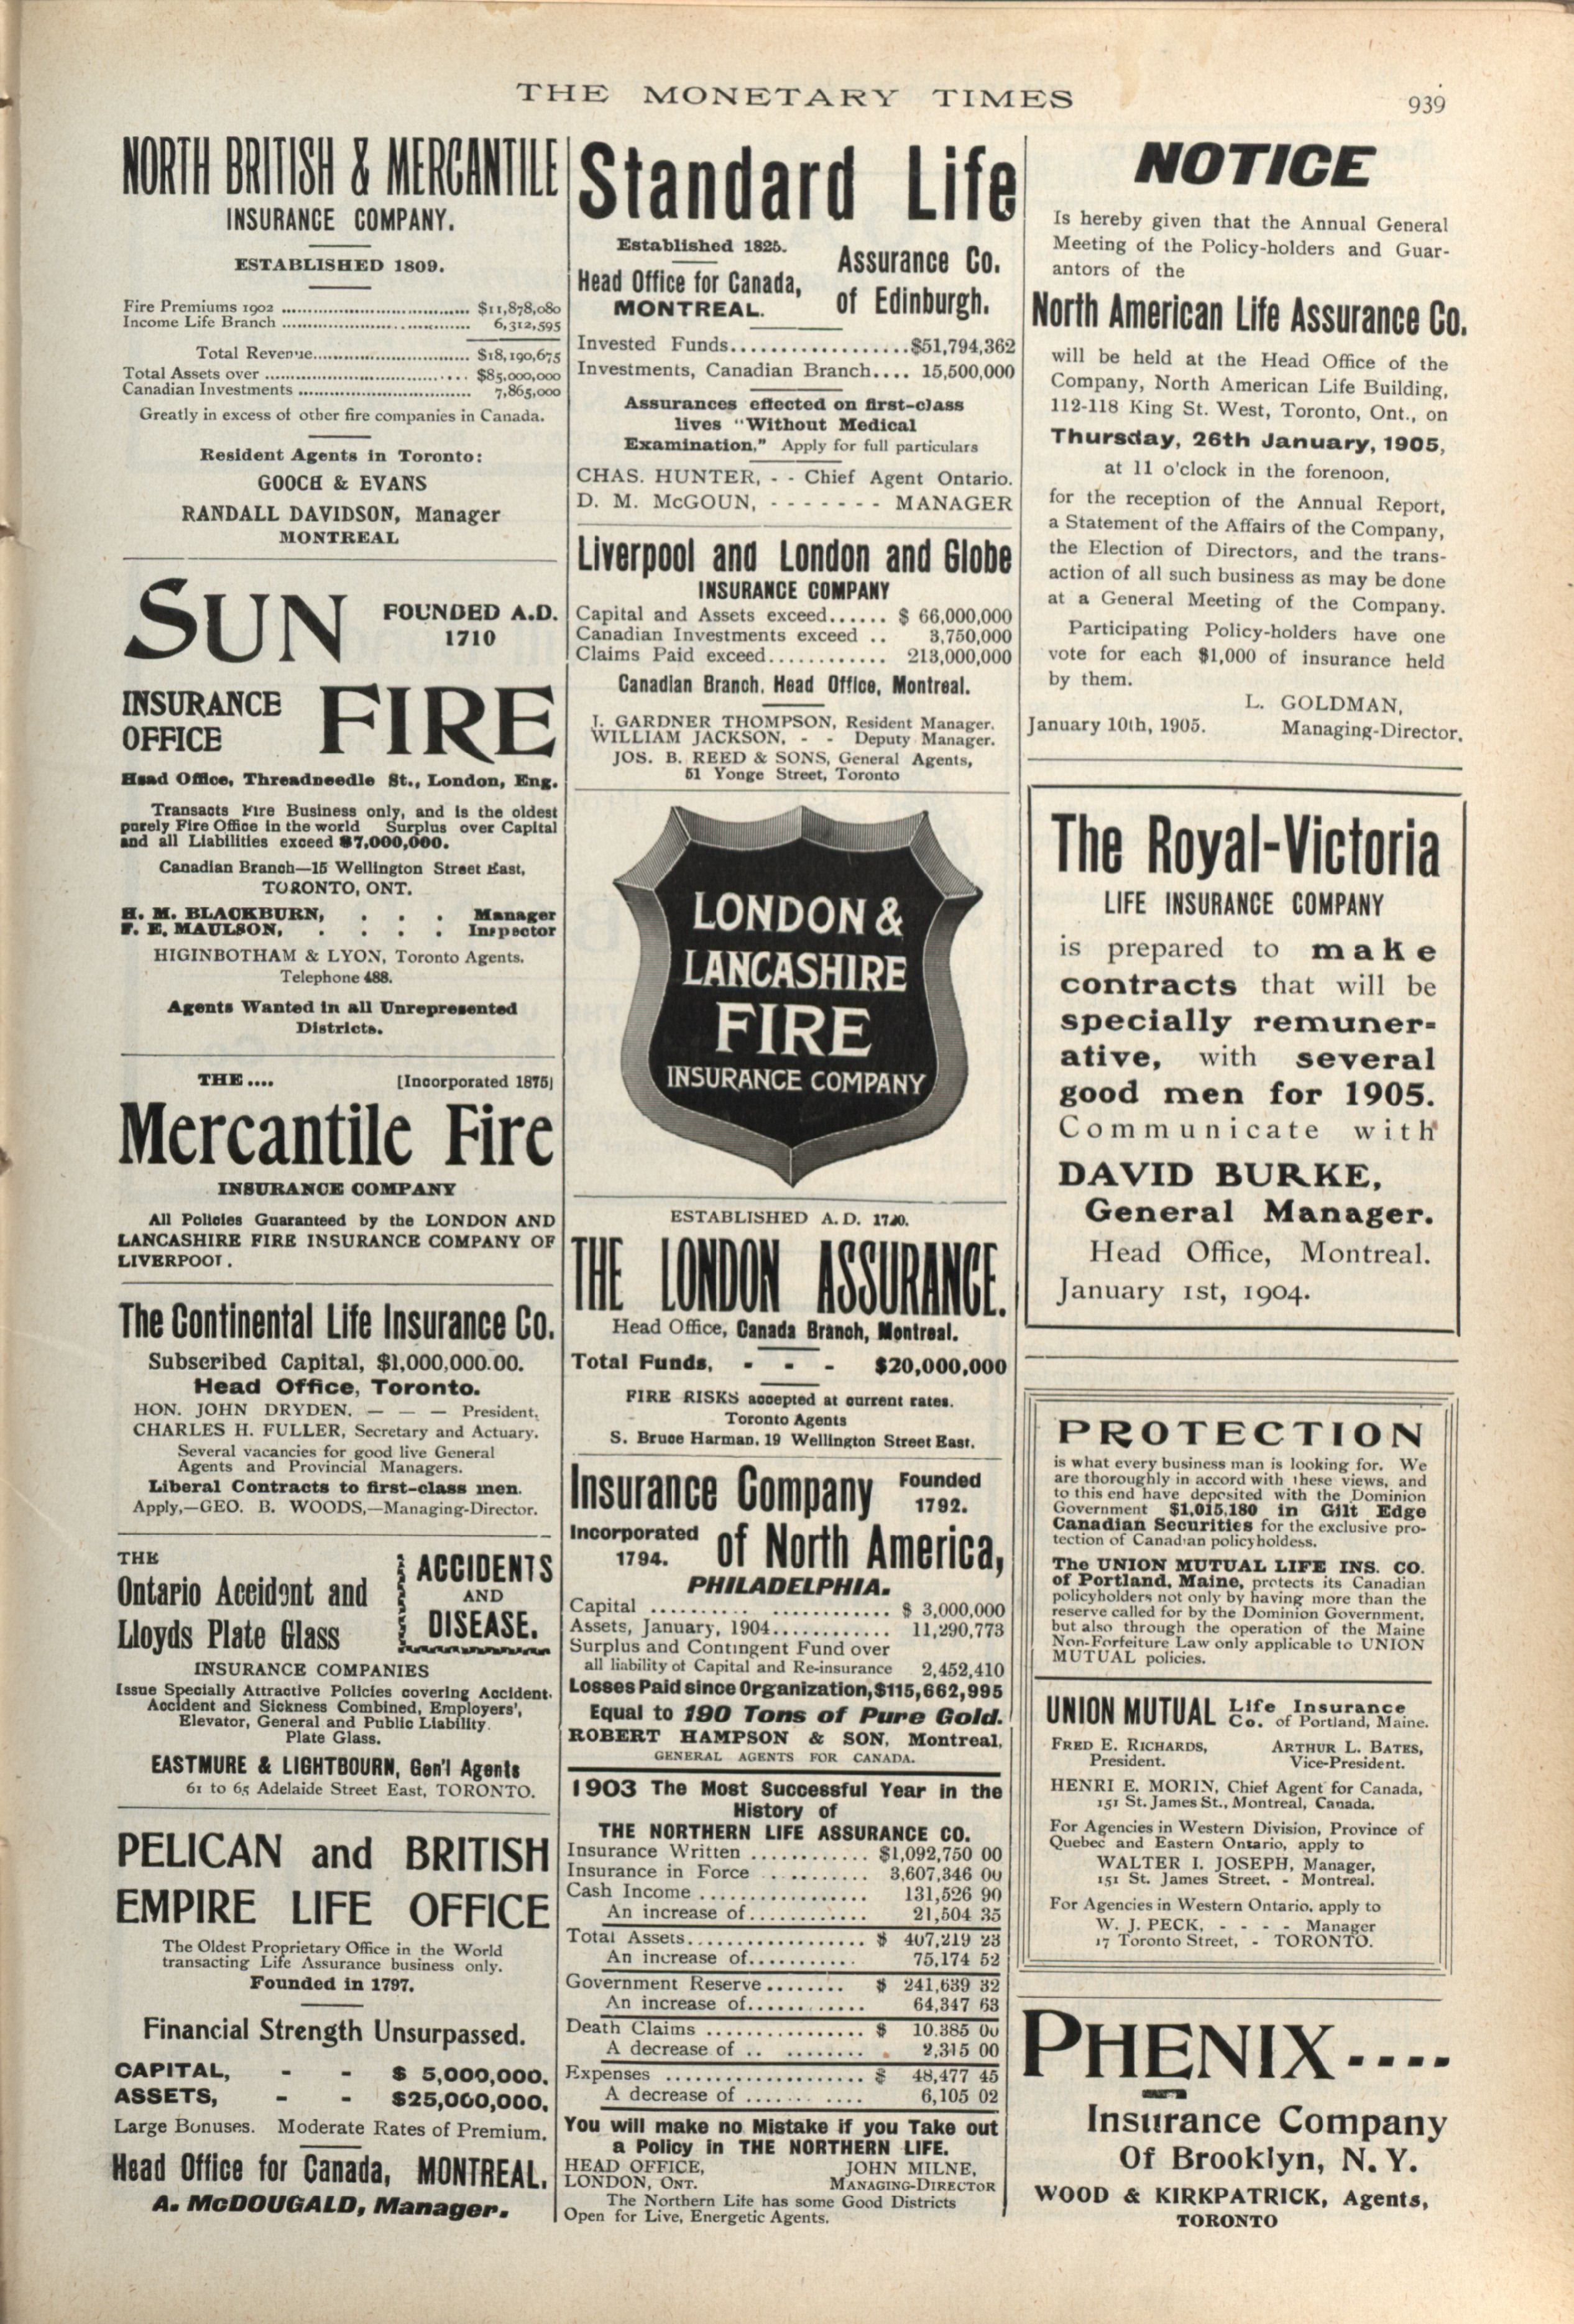 THE MONETARY TIMES
939
NORTH BRITISH & MERCANTILE
INSURANCE COMPANY.
ESTABLISHED 1809.
Fire Premiums 1902 .................................... $11,878,080
Income Life Branch .................................... 6,312,595
Total Revenue.............................. $18,190,675
Total Assets over ....................................... $85,000,000
Canadian Investments .................................. 7,865,000
Greatly in excess of other fire companies in Canada.
Resident Agents in Toronto:
GOOCH & EVANS
RANDALL DAVIDSON, Manager
MONTREAL
SUN FOUNDED A.D.
1710
INSURANCE
OFFICE FIRE
Head Office, Threadneedle St., London, Eng.
Transacts Fire Business only, and is the oldest
purely Fire Office in the world Surplus over Capital
and all Liabilities exceed $7,000,000.
Canadian Branch—15 Wellington Street East,
TORONTO, ONT.
H. M. BLACKBURN, . . . Manager
F. E. MAULSON, . . . . Inspector
HIGINBOTHAM & LYON, Toronto Agents.
Telephone 488.
Agents Wanted in all Unrepresented
Districts.
THE .... [Incorporated 1875]
Mercantile Fire
INSURANCE COMPANY
All Policies Guaranteed by the LONDON AND
LANCASHIRE FIRE INSURANCE COMPANY OF
LIVERPOOL.
The Continental Life Insurance Co.
Subscribed Capital, $1,000,000.00.
Head Office, Toronto.
HON. JOHN DRYDEN, — — — President,
CHARLES H. FULLER, Secretary and Actuary.
Several vacancies for good live General
Agents and Provincial Managers.
Liberal Contracts to first-class men.
Apply,—GEO. B. WOODS,—Managing-Director.
THE
Ontario Accident and
Lloyds Plate Glass
ACCIDENTS
AND
DISEASE.
INSURANCE COMPANIES
Issue Specially Attractive Policies covering Accident.
Accident and Sickness Combined, Employers',
Elevator, General and Public Liability.
Plate Glass.
EASTMURE & LIGHTBOURN, Gen'l Agents
61 to 65 Adelaide Street East, TORONTO.
PELICAN and BRITISH
EMPIRE LIFE OFFICE
The Oldest Proprietary Office in the World
transacting Life Assurance business only.
Founded in 1797.
Financial Strength Unsurpassed.
CAPITAL, - - $ 5,000,000.
ASSETS, - - $25,000,000.
Large Bonuses. Moderate Rates of Premium.
Head Office for Canada, MONTREAL.
A. McDOUGALD, Manager.
Standard Life
Established 1825.
Head Office for Canada,
MONTREAL.
Assurance Co.
of Edinburgh.
Invested Funds...................$51,794,362
Investments, Canadian Branch.... 15,500,000
Assurances effected on first-class
lives "Without Medical
Examination." Apply for full particulars
CHAS. HUNTER, - - Chief Agent Ontario.
D. M. McGOUN, - - - - - - - MANAGER
Liverpool and London and Globe
INSURANCE COMPANY
Capital and Assets exceed...... $ 66,000,000
Canadian Investments exceed .. 3,750,000
Claims Paid exceed............ 213,000,000
Canadian Branch, Head Office, Montreal.
J. GARDNER THOMPSON, Resident Manager.
WILLIAM JACKSON, - - Deputy Manager.
JOS. B. REED & SONS, General Agents,
51 Yonge Street, Toronto
LONDON &
LANCASHIRE
FIRE
INSURANCE COMPANY
ESTABLISHED A. D. 1720.
THE LONDON ASSURANCE.
Head Office, Canada Branch, Montreal.
Total Funds, - - - $20,000,000
FIRE RISKS accepted at current rates.
Toronto Agents
S. Bruce Harman, 19 Wellington Street East.
Insurance Company Founded
1792.
Incorporated
1794. of North America,
PHILADELPHIA.
Capital .......... ............ $ 3,000,000
Assets, January, 1904............ 11,290,773
Surplus and Contingent Fund over
all liability of Capital and Re-insurance 2,452,410
Losses Paid since Organization, $115,662,995
Equal to 190 Tons of Pure Gold.
ROBERT HAMPSON & SON, Montreal,
GENERAL AGENTS FOR CANADA.
1903 The Most Successful Year in the
History of
THE NORTHERN LIFE ASSURANCE CO.
Insurance Written ............ $1,092,750 00
Insurance in Force .......... 3,607,346 00
Cash Income ................. 131,526 90
An increase of............ 21,504 35
Total Assets.................. $ 407,219 23
An increase of........... 75,174 52
Government Reserve ........ $ 241,639 32
An increase of............ 64,347 63
Death Claims ................ $ 10.385 00
A decrease of .. ........ 2,315 00
Expenses .................... $ 48,477 45
A decrease of ....... .... 6,105 02
You will make no Mistake if you Take out
a Policy in THE NORTHERN LIFE.
HEAD OFFICE,
LONDON, ONT.
JOHN MILNE,
MANAGING-DIRECTOR
The Northern Life has some Good Districts
Open for Live, Energetic Agents.
NOTICE
Is hereby given that the Annual General
Meeting of the Policy-holders and Guar-
antors of the
North American Life Assurance Co.
will be held at the Head Office of the
Company, North American Life Building,
112-118 King St. West, Toronto, Ont., on
Thursday, 26th January, 1905,
at 11 o'clock in the forenoon,
for the reception of the Annual Report,
a Statement of the Affairs of the Company,
the Election of Directors, and the trans-
action of all such business as may be done
at a General Meeting of the Company.
Participating Policy-holders have one
vote for each $1,000 of insurance held
by them.
L. GOLDMAN,
January 10th, 1905. Managing-Director.
The Royal-Victoria
LIFE INSURANCE COMPANY
is prepared to make
contracts that will be
specially remuner-
ative, with several
good men for 1905.
Communicate with
DAVID BURKE,
General Manager.
Head Office, Montreal.
January 1st, 1904.
PROTECTION
is what every business man is looking for. We
are thoroughly in accord with these views, and
to this end have deposited with the Dominion
Government $1,015,180 in Gilt Edge
Canadian Securities for the exclusive pro-
tection of Canadian policyholdess.
The UNION MUTUAL LIFE INS. CO.
of Portland, Maine, protects its Canadian
policyholders not only by having more than the
reserve called for by the Dominion Government,
but also through the operation of the Maine
Non-Forfeiture Law only applicable to UNION
MUTUAL policies.
UNION MUTUAL Life Insurance
Co. of Portland, Maine.
FRED E. RICHARDS,
President.
ARTHUR L. BATES,
Vice-President.
HENRI E. MORIN, Chief Agent for Canada,
151 St. James St., Montreal, Canada.
For Agencies in Western Division, Province of
Quebec and Eastern Ontario, apply to
WALTER I. JOSEPH, Manager,
151 St. James Street, - Montreal.
For Agencies in Western Ontario, apply to
W. J. PECK, - - - - Manager
17 Toronto Street, - TORONTO.
PHENIX....
Insurance Company
Of Brooklyn, N. Y.
WOOD & KIRKPATRICK, Agents,
TORONTO